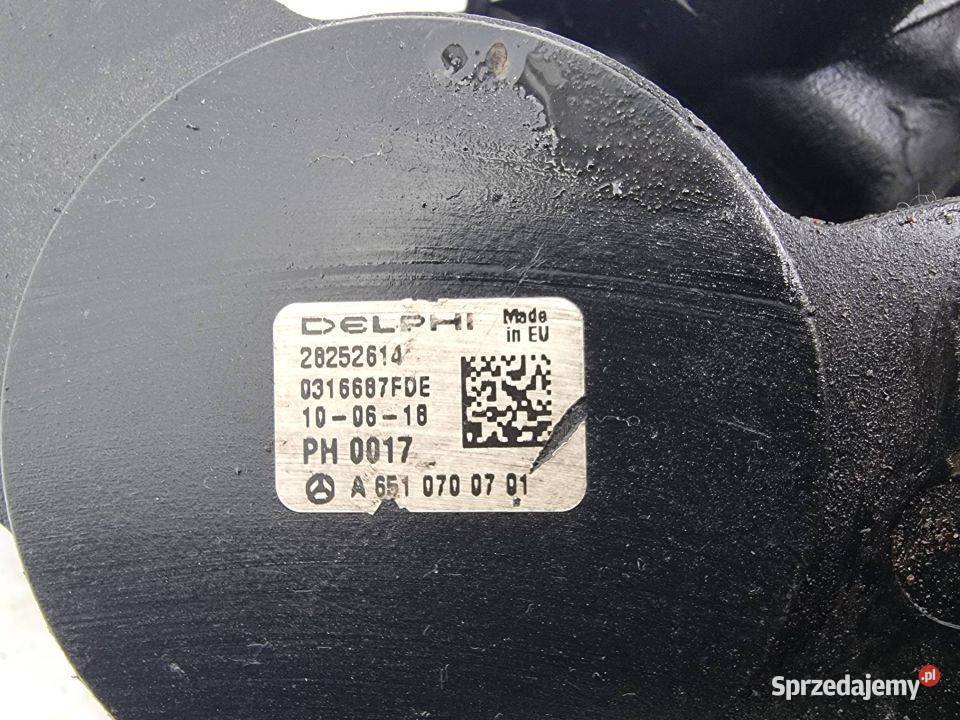 DELPHI Made in EU
28252614
0316687FDE
10-06-18
PH 0017
A 651 070 07 01
Sprzedajemy.pl